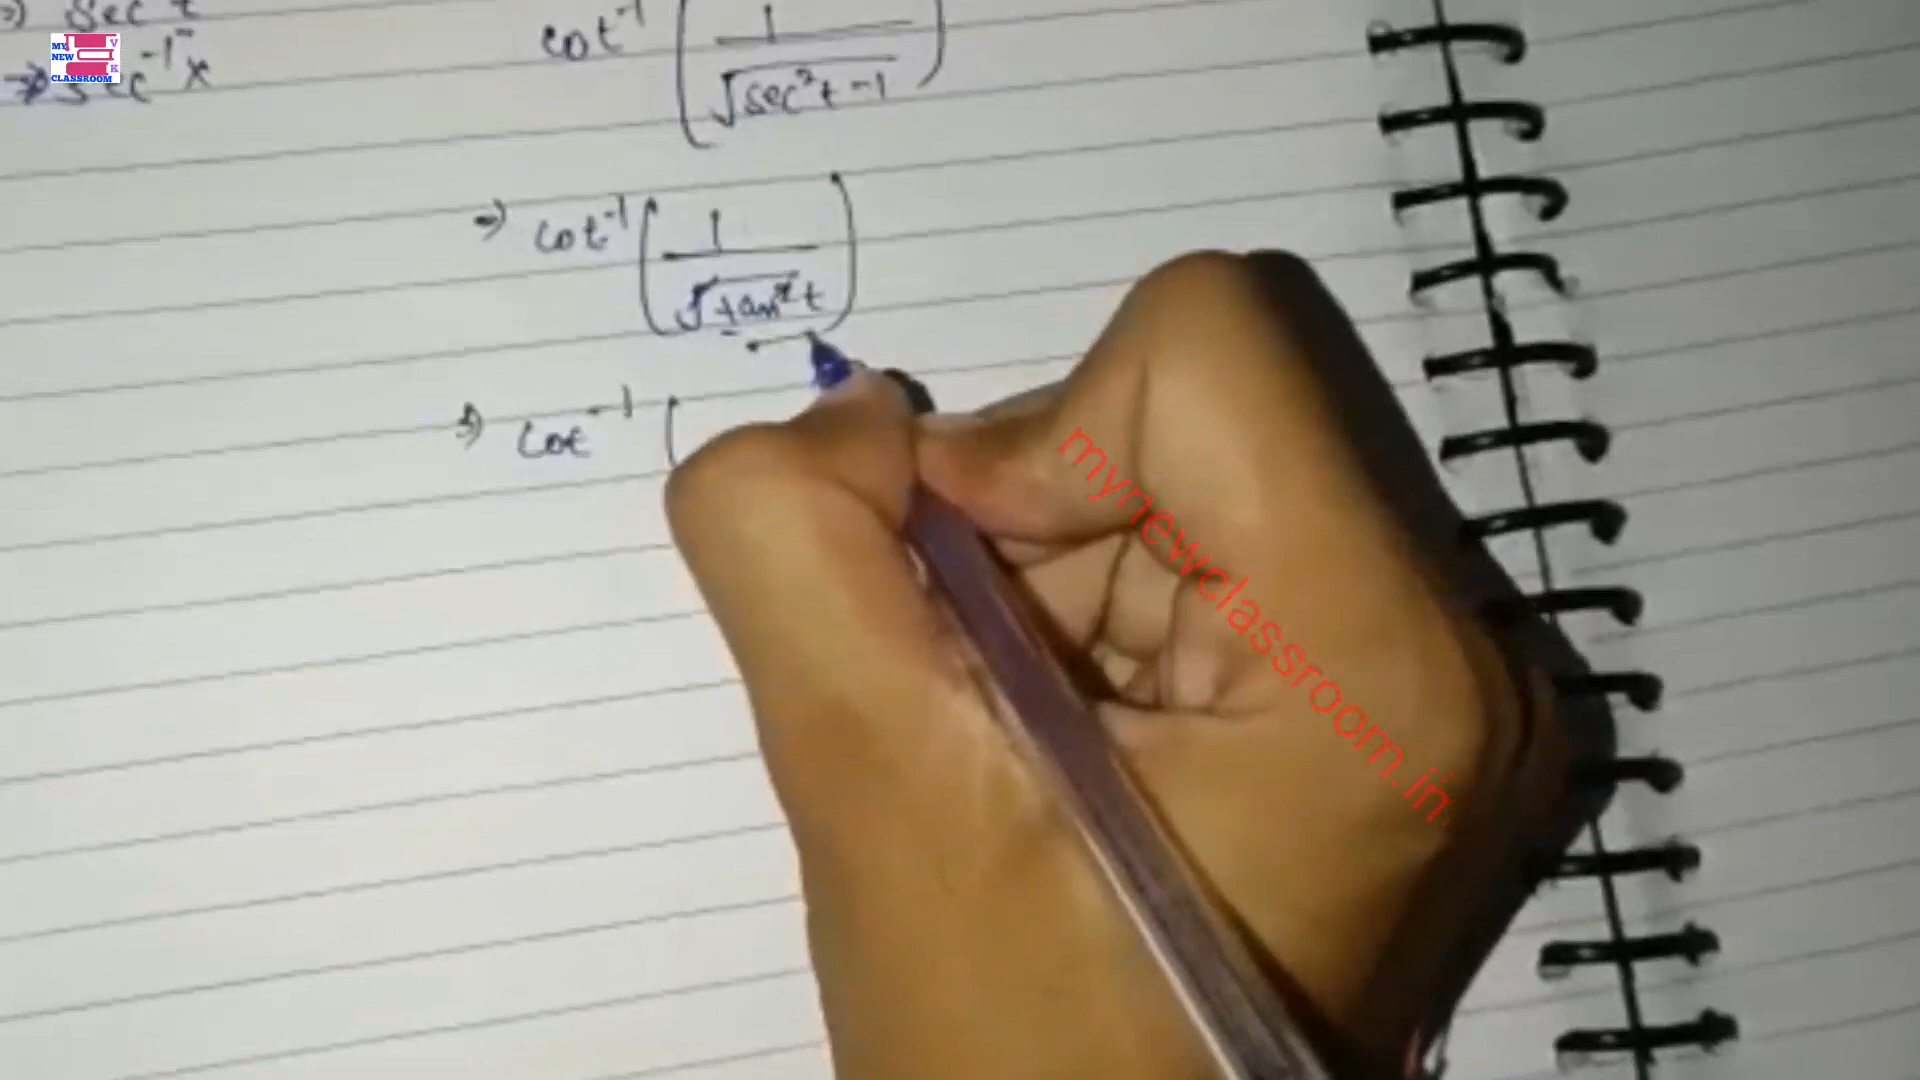 sec t
MY NEW CLASSROOM V K
⇒ sec⁻¹x
cot⁻¹ (1/√(sec²t-1))
⇒ cot⁻¹ (1/√(tan²t))
⇒ cot⁻¹ (
mynewclassroom.in